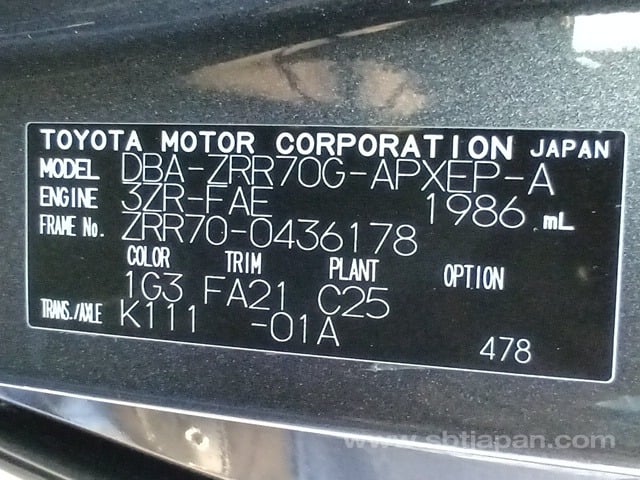 TOYOTA MOTOR CORPORATION JAPAN
MODEL DBA-ZRR70G-APXEP-A
ENGINE 3ZR-FAE 1986 mL
FRAME No. ZRR70-0436178
COLOR TRIM PLANT OPTION
1G3 FA21 C25
TRANS./AXLE K111 -01A
478
www.sbtjapan.com